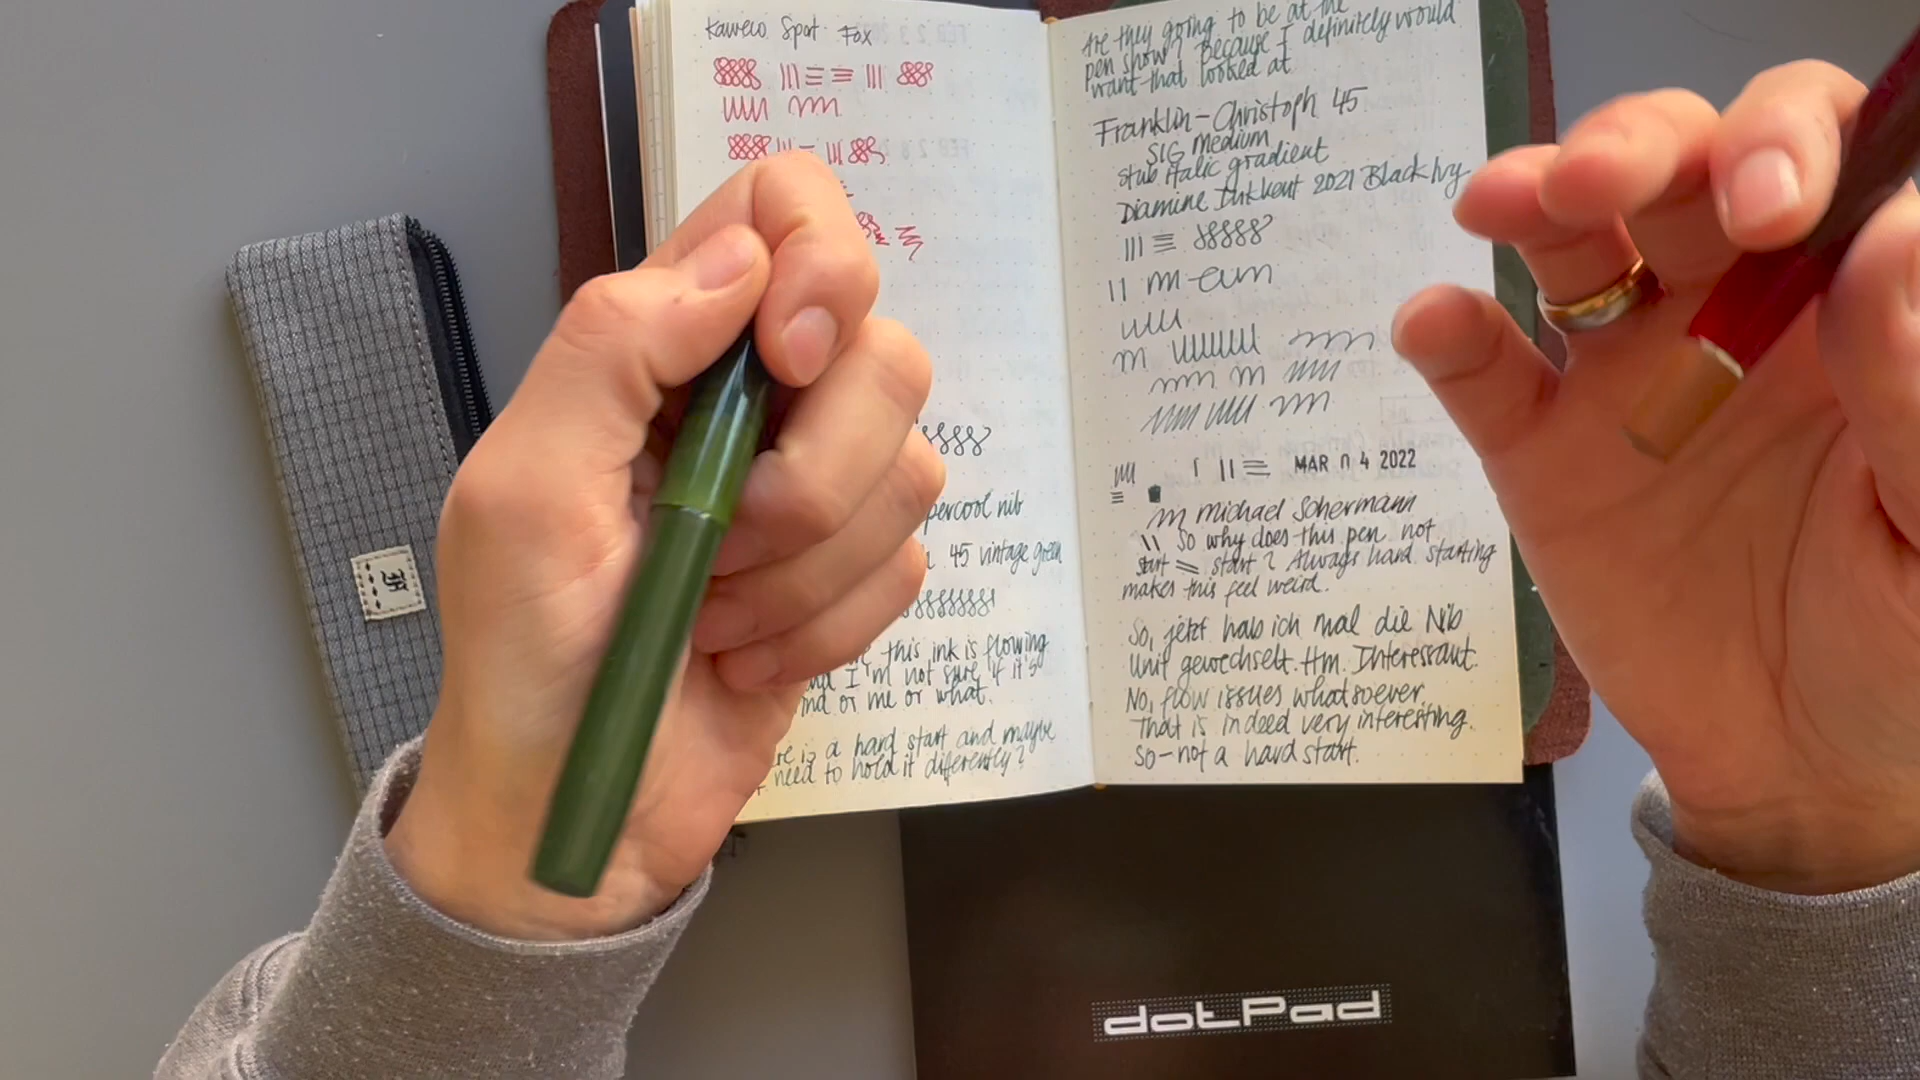 Kaweco Sport Fox
percool nib
45 vintage green
this ink is flowing
and I'm not sure if it's
or me or what.
is a hard start and maybe
need to hold it diferently?
Are they going to be at the
pen show? Because I definitely would
want that looked at
Franklin-Christoph 45
SIG Medium
Stub Italic gradient
Diamine Inkvent 2021 Black Ivy
MAR 04 2022
m michael Sohermann
So why does this pen not
start = start? Always hard starting
makes this feel weird.
So, jetzt hab ich mal die Nib
Unit gewechselt. Hm. Interessant.
No, flow issues whatsoever.
That is indeed very interesting.
So-not a hard start.
dotPad